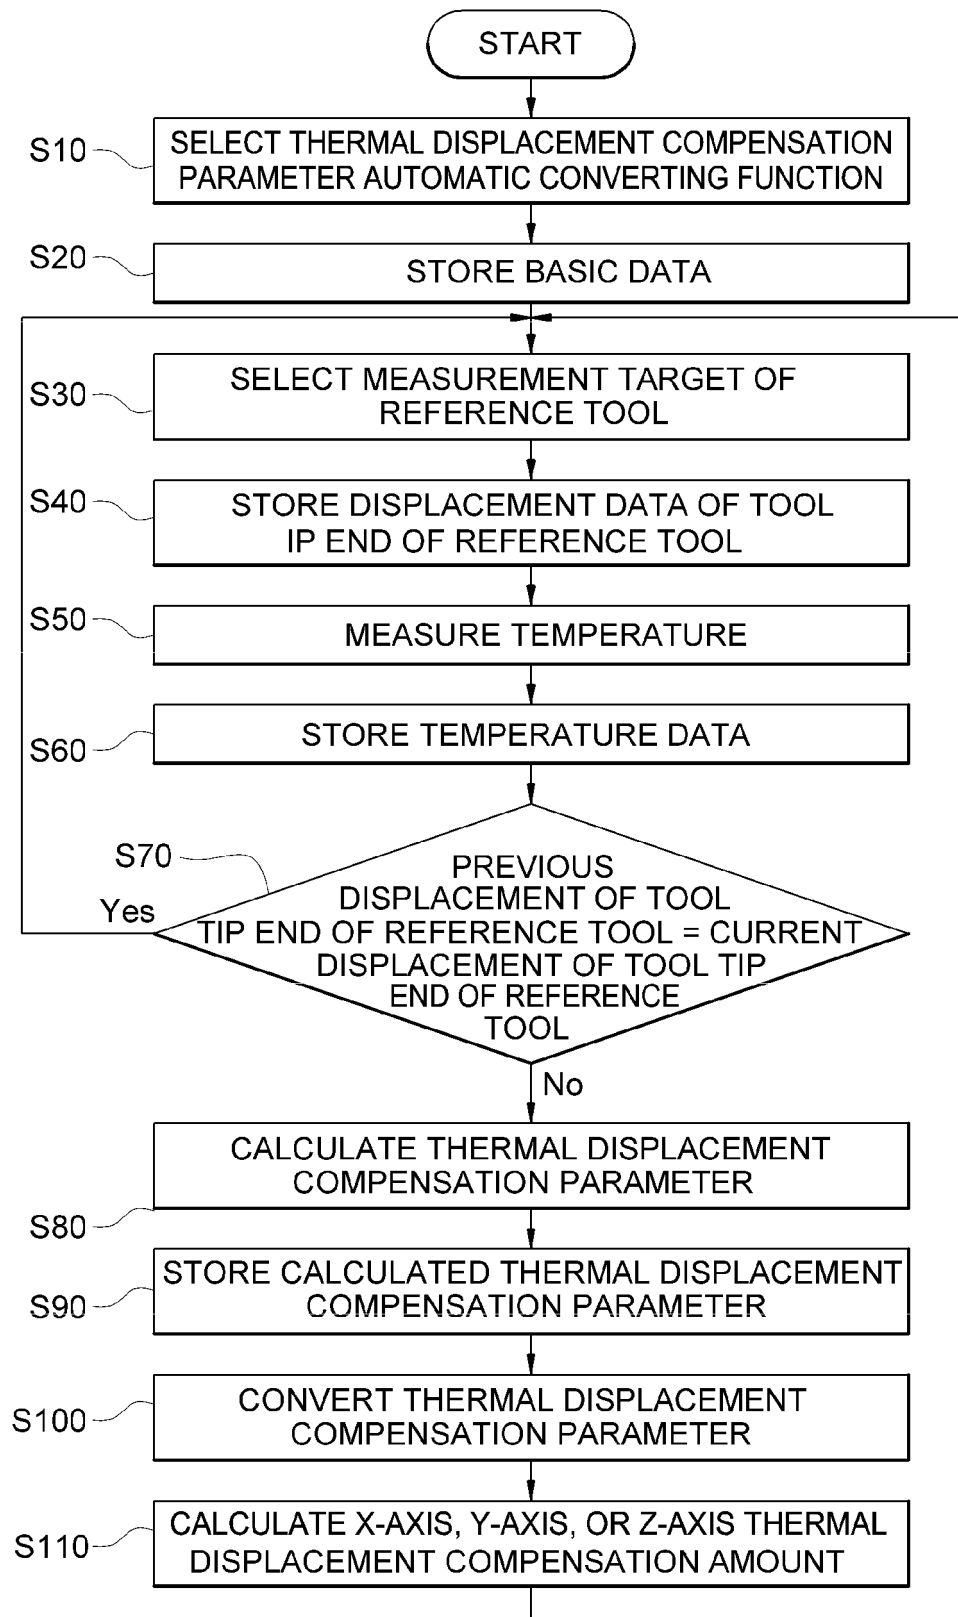 START
S10
SELECT THERMAL DISPLACEMENT COMPENSATION
PARAMETER AUTOMATIC CONVERTING FUNCTION
S20
STORE BASIC DATA
S30
SELECT MEASUREMENT TARGET OF
REFERENCE TOOL
S40
STORE DISPLACEMENT DATA OF TOOL
IP END OF REFERENCE TOOL
S50
MEASURE TEMPERATURE
S60
STORE TEMPERATURE DATA
S70
Yes
PREVIOUS
DISPLACEMENT OF TOOL
TIP END OF REFERENCE TOOL = CURRENT
DISPLACEMENT OF TOOL TIP
END OF REFERENCE
TOOL
No
S80
CALCULATE THERMAL DISPLACEMENT
COMPENSATION PARAMETER
S90
STORE CALCULATED THERMAL DISPLACEMENT
COMPENSATION PARAMETER
S100
CONVERT THERMAL DISPLACEMENT
COMPENSATION PARAMETER
S110
CALCULATE X-AXIS, Y-AXIS, OR Z-AXIS THERMAL
DISPLACEMENT COMPENSATION AMOUNT